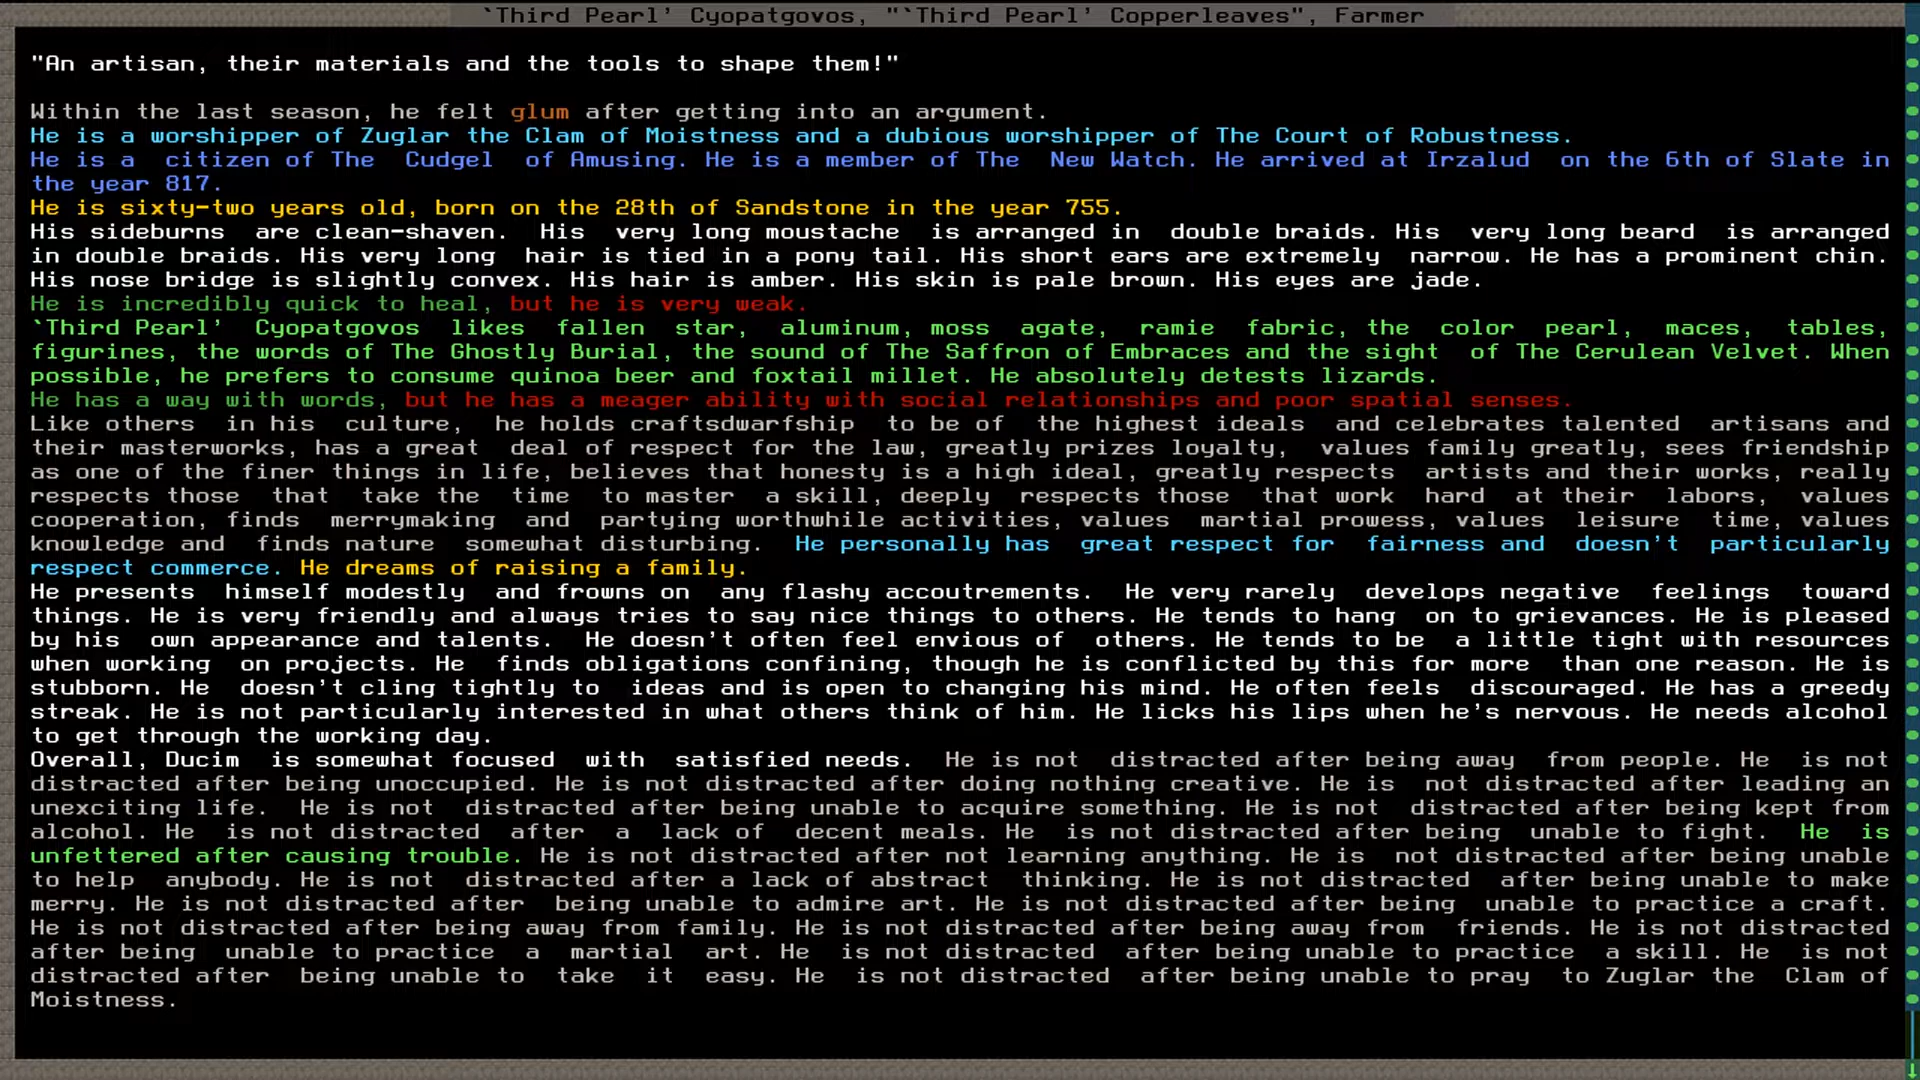 `Third Pearl' Cyopatgovos, "`Third Pearl' Copperleaves", Farmer
"An artisan, their materials and the tools to shape them!"
Within the last season, he felt glum after getting into an argument.
He is a worshipper of Zuglar the Clam of Moistness and a dubious worshipper of The Court of Robustness.
He is a citizen of The Cudgel of Amusing. He is a member of The New Watch. He arrived at Irzalud on the 6th of Slate in
the year 817.
He is sixty-two years old, born on the 28th of Sandstone in the year 755.
His sideburns are clean-shaven. His very long moustache is arranged in double braids. His very long beard is arranged
in double braids. His very long hair is tied in a pony tail. His short ears are extremely narrow. He has a prominent chin.
His nose bridge is slightly convex. His hair is amber. His skin is pale brown. His eyes are jade.
He is incredibly quick to heal, but he is very weak.
`Third Pearl' Cyopatgovos likes fallen star, aluminum, moss agate, ramie fabric, the color pearl, maces, tables,
figurines, the words of The Ghostly Burial, the sound of The Saffron of Embraces and the sight of The Cerulean Velvet. When
possible, he prefers to consume quinoa beer and foxtail millet. He absolutely detests lizards.
He has a way with words, but he has a meager ability with social relationships and poor spatial senses.
Like others in his culture, he holds craftsdwarfship to be of the highest ideals and celebrates talented artisans and
their masterworks, has a great deal of respect for the law, greatly prizes loyalty, values family greatly, sees friendship
as one of the finer things in life, believes that honesty is a high ideal, greatly respects artists and their works, really
respects those that take the time to master a skill, deeply respects those that work hard at their labors, values
cooperation, finds merrymaking and partying worthwhile activities, values martial prowess, values leisure time, values
knowledge and finds nature somewhat disturbing. He personally has great respect for fairness and doesn't particularly
respect commerce. He dreams of raising a family.
He presents himself modestly and frowns on any flashy accoutrements. He very rarely develops negative feelings toward
things. He is very friendly and always tries to say nice things to others. He tends to hang on to grievances. He is pleased
by his own appearance and talents. He doesn't often feel envious of others. He tends to be a little tight with resources
when working on projects. He finds obligations confining, though he is conflicted by this for more than one reason. He is
stubborn. He doesn't cling tightly to ideas and is open to changing his mind. He often feels discouraged. He has a greedy
streak. He is not particularly interested in what others think of him. He licks his lips when he's nervous. He needs alcohol
to get through the working day.
Overall, Ducim is somewhat focused with satisfied needs. He is not distracted after being away from people. He is not
distracted after being unoccupied. He is not distracted after doing nothing creative. He is not distracted after leading an
unexciting life. He is not distracted after being unable to acquire something. He is not distracted after being kept from
alcohol. He is not distracted after a lack of decent meals. He is not distracted after being unable to fight. He is
unfettered after causing trouble. He is not distracted after not learning anything. He is not distracted after being unable
to help anybody. He is not distracted after a lack of abstract thinking. He is not distracted after being unable to make
merry. He is not distracted after being unable to admire art. He is not distracted after being unable to practice a craft.
He is not distracted after being away from family. He is not distracted after being away from friends. He is not distracted
after being unable to practice a martial art. He is not distracted after being unable to practice a skill. He is not
distracted after being unable to take it easy. He is not distracted after being unable to pray to Zuglar the Clam of
Moistness.